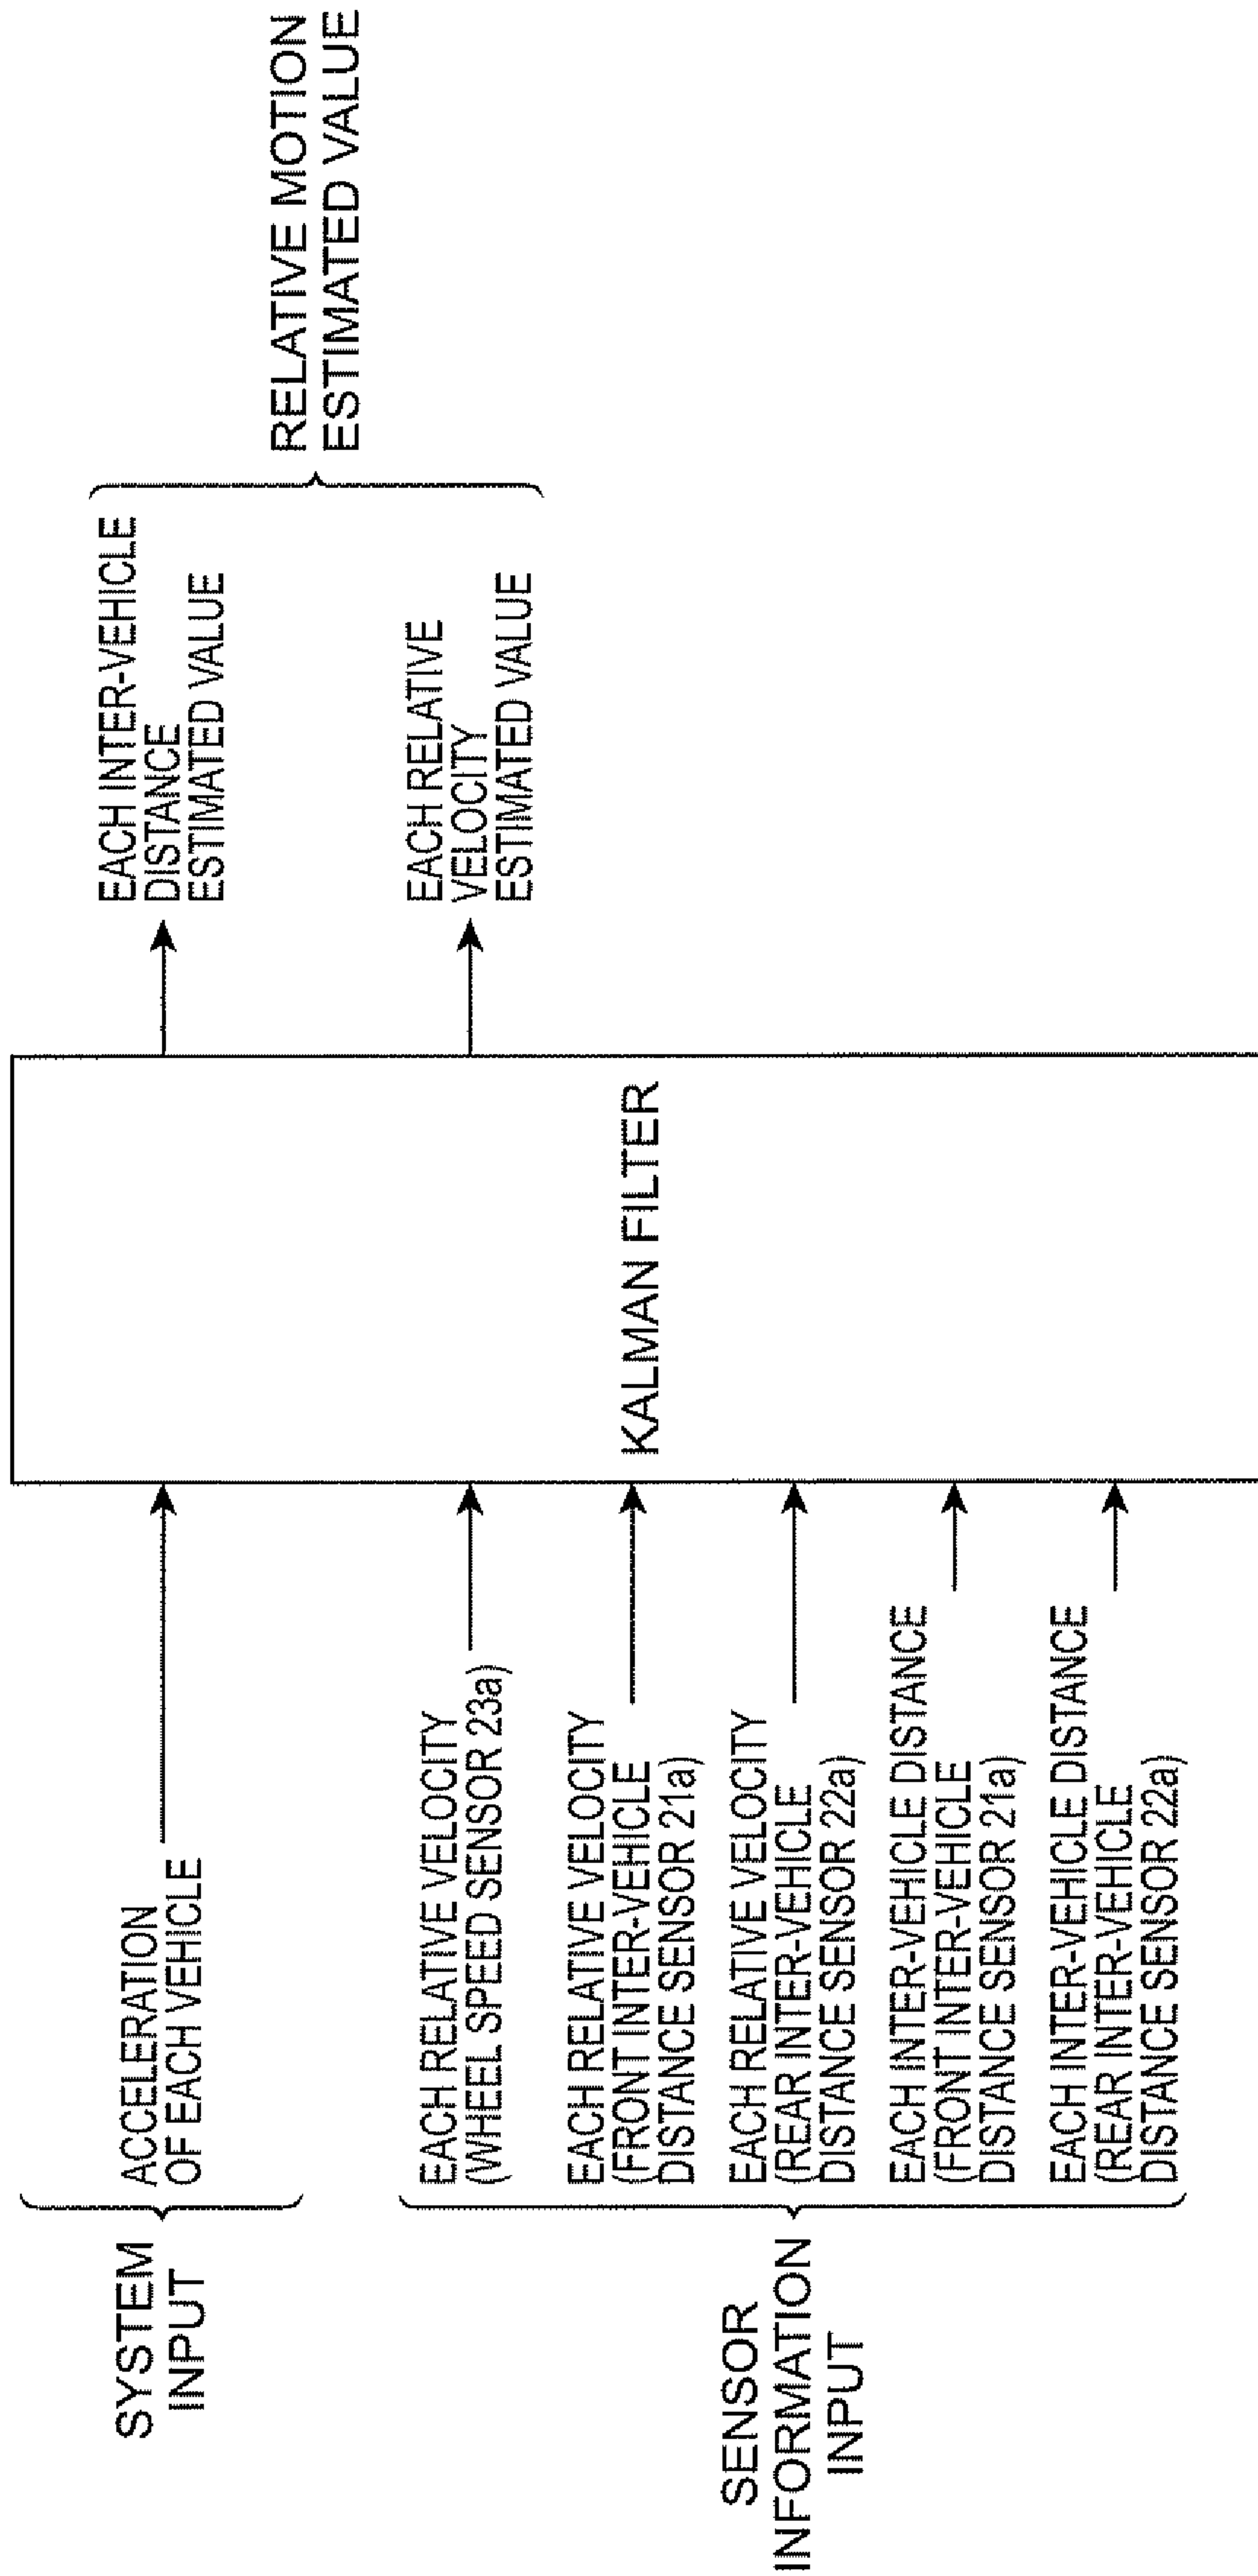 SYSTEM
INPUT
ACCELERATION
OF EACH VEHICLE
SENSOR
INFORMATION
INPUT
EACH RELATIVE VELOCITY
(WHEEL SPEED SENSOR 23a)
EACH RELATIVE VELOCITY
(FRONT INTER-VEHICLE
DISTANCE SENSOR 21a)
EACH RELATIVE VELOCITY
(REAR INTER-VEHICLE
DISTANCE SENSOR 22a)
EACH INTER-VEHICLE DISTANCE
(FRONT INTER-VEHICLE
DISTANCE SENSOR 21a)
EACH INTER-VEHICLE DISTANCE
(REAR INTER-VEHICLE
DISTANCE SENSOR 22a)
KALMAN FILTER
EACH INTER-VEHICLE
DISTANCE
ESTIMATED VALUE
EACH RELATIVE
VELOCITY
ESTIMATED VALUE
RELATIVE MOTION
ESTIMATED VALUE